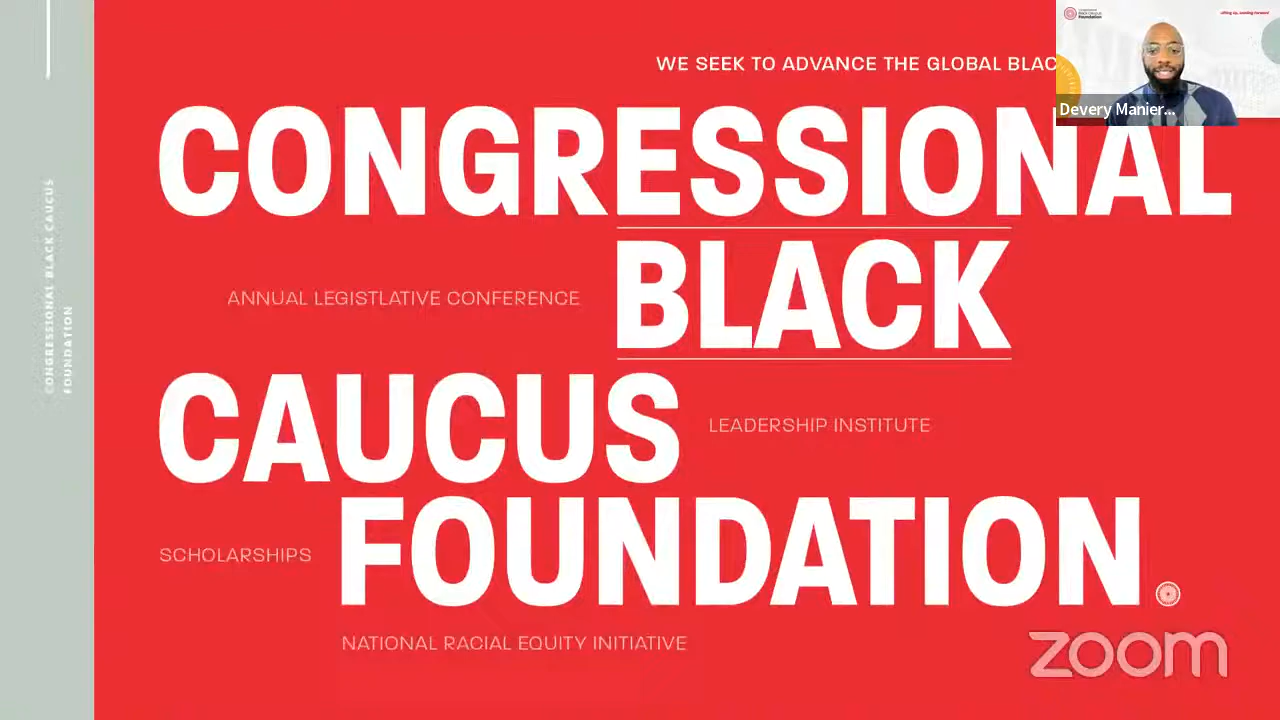 WE SEEK TO ADVANCE THE GLOBAL BLAC
CONGRESSIONAL
BLACK
ANNUAL LEGISTLATIVE CONFERENCE
CAUCUS
LEADERSHIP INSTITUTE
FOUNDATION.
SCHOLARSHIPS
NATIONAL RACIAL EQUITY INITIATIVE
CONGRESSIONAL BLACK CAUCUS
FOUNDATION
Devery Manier...
Foundation
zoom